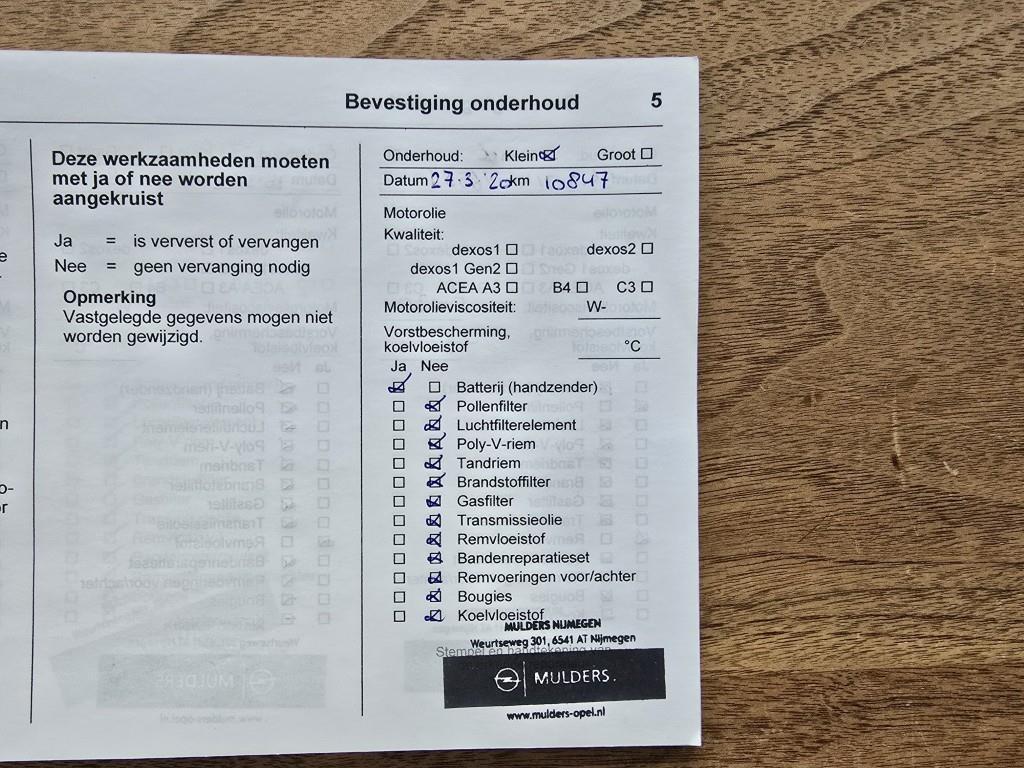 Bevestiging onderhoud 5
Deze werkzaamheden moeten
met ja of nee worden
aangekruist
Ja = is ververst of vervangen
Nee = geen vervanging nodig
Opmerking
Vastgelegde gegevens mogen niet
worden gewijzigd.
Onderhoud: Klein Groot
Datum 27·3 '20 km 10847
Motorolie
Kwaliteit:
dexos1 dexos2
dexos1 Gen2
ACEA A3 B4 C3
Motorolieviscositeit: W-
Vorstbescherming,
koelvloeistof °C
Ja Nee
Batterij (handzender)
Pollenfilter
Luchtfilterelement
Poly-V-riem
Tandriem
Brandstoffilter
Gasfilter
Transmissieolie
Remvloeistof
Bandenreparatieset
Remvoeringen voor/achter
Bougies
Koelvloeistof
MULDERS NIJMEGEN
Weurtseweg 301, 6541 AT Nijmegen
Stempel en handtekening van
MULDERS.
www.mulders-opel.nl